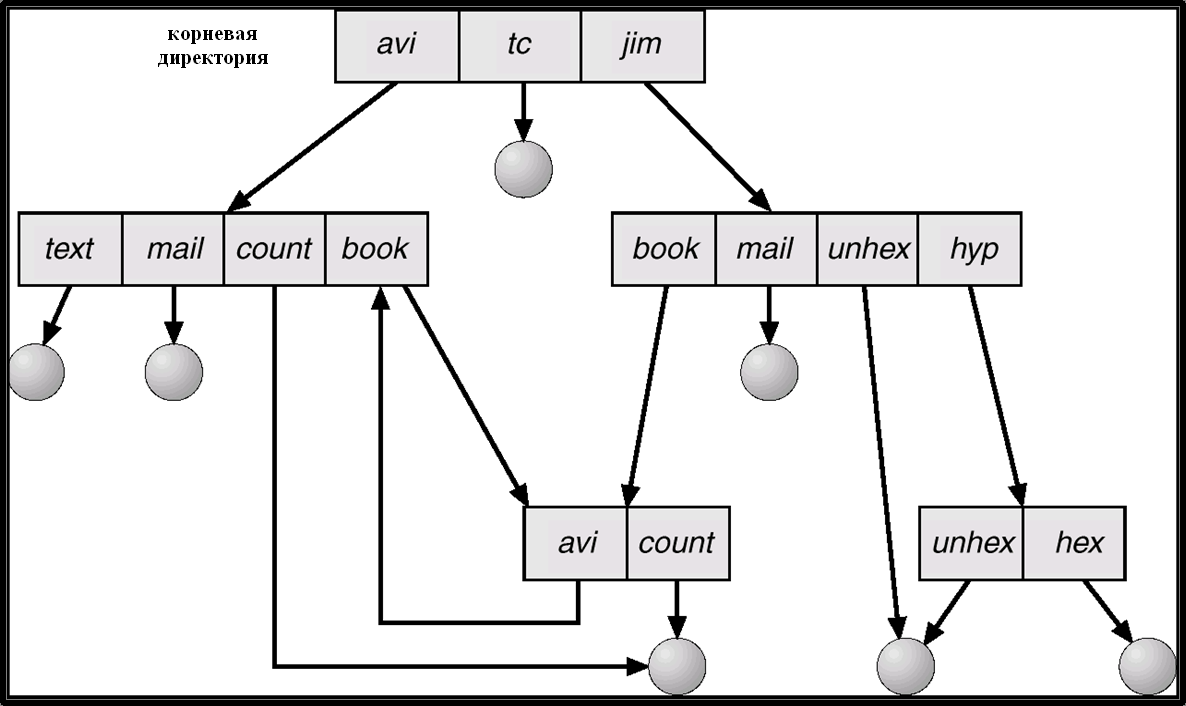 корневая
директория
avi tc jim
text mail count book
book mail unhex hyp
avi count
unhex hex